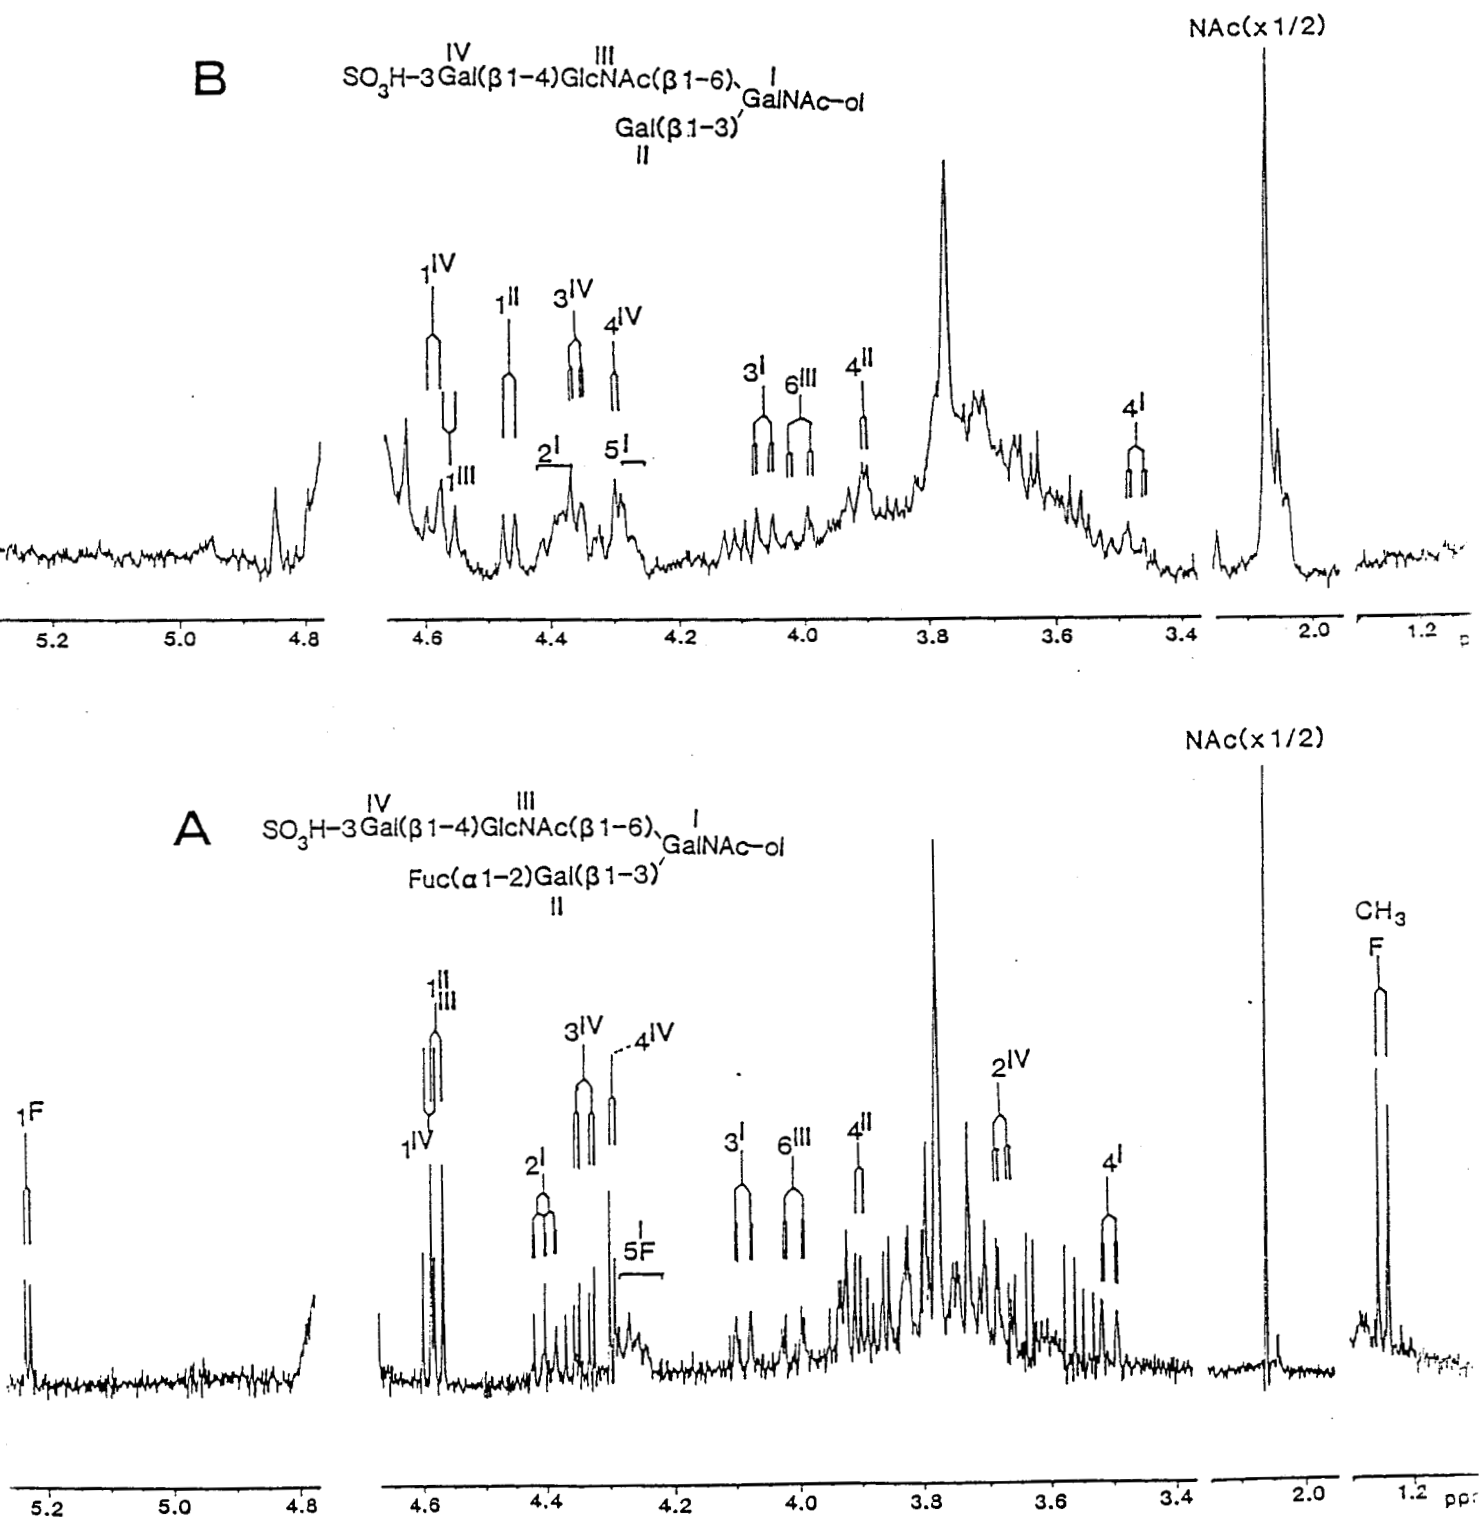 NAc(x1/2)
B
IV III
SO3H-3Gal(β1-4)GlcNAc(β1-6) I
GalNAc-ol
Gal(β1-3)
II
1IV
1II
3IV
4IV
3I
6III
4II
4I
2I
5I
1III
5.2 5.0 4.8 4.6 4.4 4.2 4.0 3.8 3.6 3.4 2.0 1.2 p
NAc(x1/2)
A
IV III I
SO3H-3Gal(β1-4)GlcNAc(β1-6)
GalNAc-ol
Fuc(α1-2)Gal(β1-3)
II
CH3
F
1II
III
3IV
4IV
2IV
1F
1IV
2I
3I
6III
4II
4I
I
5F
5.2 5.0 4.8 4.6 4.4 4.2 4.0 3.8 3.6 3.4 2.0 1.2 pp